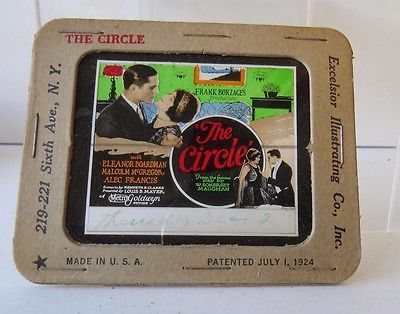 THE CIRCLE
219-221 Sixth Ave., N. Y.
Excelsior Illustrating Co., Inc.
FRANK BORZAGE'S
production
"The
Circle"
with
ELEANOR BOARDMAN
MALCOLM McGREGOR
ALEC FRANCIS
Scenario by KENNETH B. CLARKE
Presented by LOUIS B. MAYER
A
Metro Goldwyn
PICTURE
From the famous
PLAY by
W. SOMERSET
MAUGHAM
MADE IN U. S. A.
PATENTED JULY 1, 1924